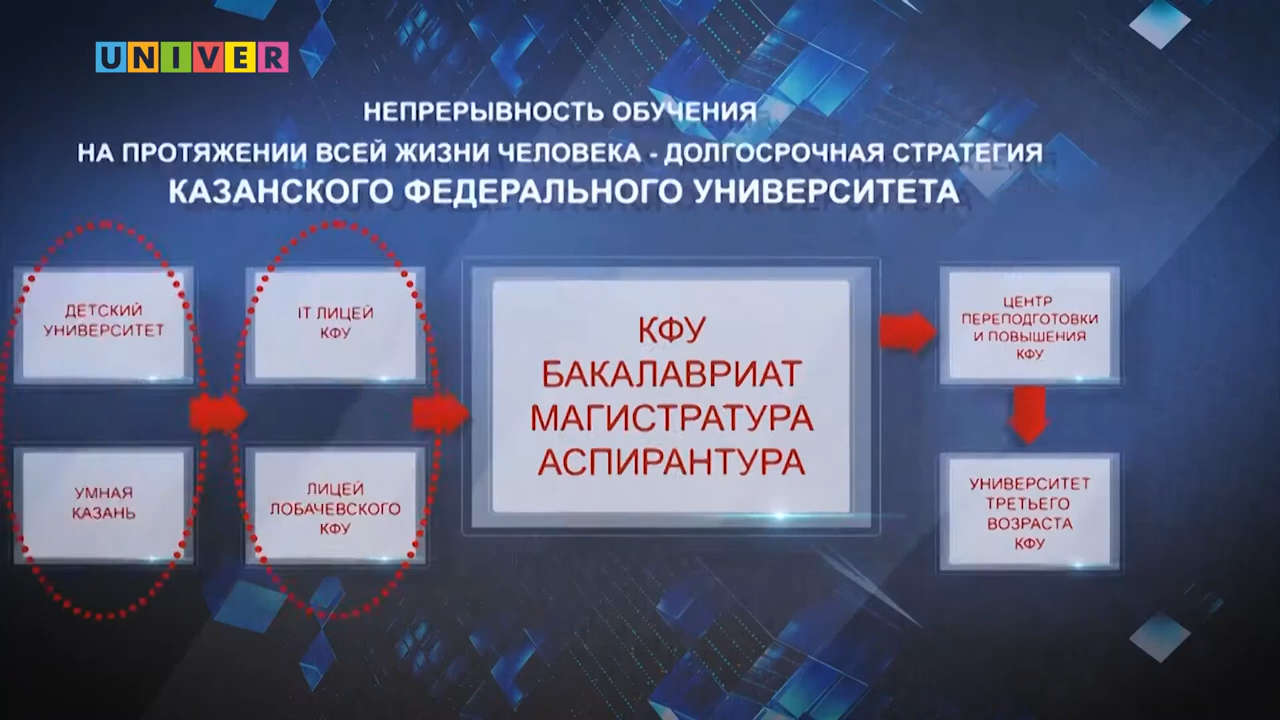 UNIVER
НЕПРЕРЫВНОСТЬ ОБУЧЕНИЯ
НА ПРОТЯЖЕНИИ ВСЕЙ ЖИЗНИ ЧЕЛОВЕКА - ДОЛГОСРОЧНАЯ СТРАТЕГИЯ
КАЗАНСКОГО ФЕДЕРАЛЬНОГО УНИВЕРСИТЕТА
ДЕТСКИЙ
УНИВЕРСИТЕТ
УМНАЯ
КАЗАНЬ
IT ЛИЦЕЙ
КФУ
ЛИЦЕЙ
ЛОБАЧЕВСКОГО
КФУ
КФУ
БАКАЛАВРИАТ
МАГИСТРАТУРА
АСПИРАНТУРА
ЦЕНТР
ПЕРЕПОДГОТОВКИ
И ПОВЫШЕНИЯ
КФУ
УНИВЕРСИТЕТ
ТРЕТЬЕГО
ВОЗРАСТА
КФУ